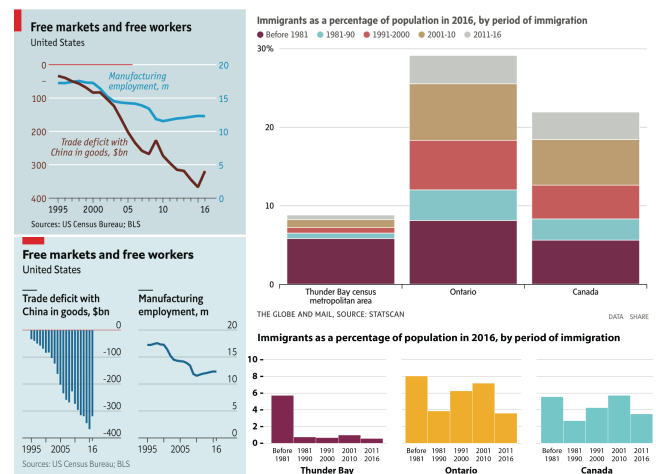 Free markets and free workers
United States
0
–
100
200
300
400
20
15
10
5
0
Manufacturing
employment, m
Trade deficit with
China in goods, $bn
1995 2000 05 10 16
Sources: US Census Bureau; BLS
Immigrants as a percentage of population in 2016, by period of immigration
Before 1981 1981-90 1991-2000 2001-10 2011-16
30%
20
10
0
Thunder Bay census
metropolitan area
Ontario
Canada
THE GLOBE AND MAIL, SOURCE: STATSCAN
DATA SHARE
Free markets and free workers
United States
Trade deficit with
China in goods, $bn
0
-100
-200
-300
-400
1995 2005 16
Manufacturing
employment, m
20
15
10
5
0
1995 2005 16
Sources: US Census Bureau; BLS
Immigrants as a percentage of population in 2016, by period of immigration
10
8
6
4
2
0
Before 1981 1981 1990 1991 2000 2001 2010 2011 2016
Thunder Bay
Before 1981 1981 1990 1991 2000 2001 2010 2011 2016
Ontario
Before 1981 1981 1990 1991 2000 2001 2010 2011 2016
Canada